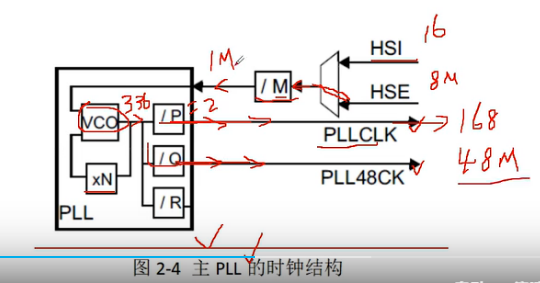 1M
HSI
16
/ M
8M
HSE
336
VCO
/ P
=2
168
PLLCLK
/ Q
48M
xN
PLL48CK
PLL
/ R
图 2-4 主 PLL 的时钟结构